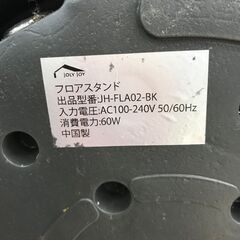 JOLY JOY
フロアスタンド
出品型番:JH-FLA02-BK
入力電圧:AC100-240V 50/60Hz
消費電力:60W
中国製